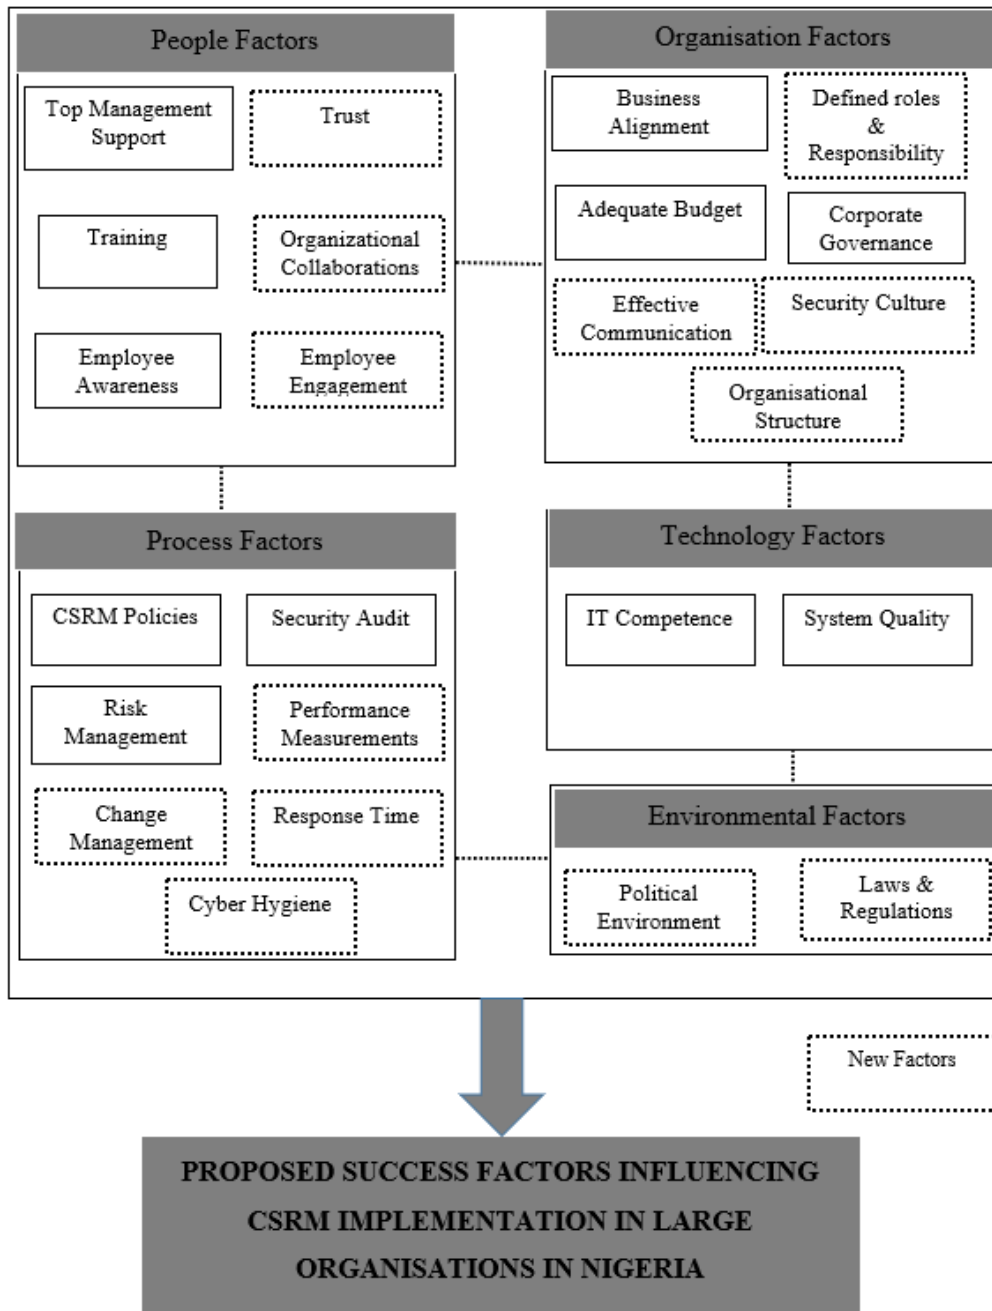 People Factors
Top Management
Support
Trust
Training
Organizational
Collaborations
Employee
Awareness
Employee
Engagement
Organisation Factors
Business
Alignment
Defined roles
&
Responsibility
Adequate Budget
Corporate
Governance
Effective
Communication
Security Culture
Organisational
Structure
Process Factors
CSRM Policies
Security Audit
Risk
Management
Performance
Measurements
Change
Management
Response Time
Cyber Hygiene
Technology Factors
IT Competence
System Quality
Environmental Factors
Political
Environment
Laws &
Regulations
New Factors
PROPOSED SUCCESS FACTORS INFLUENCING
CSRM IMPLEMENTATION IN LARGE
ORGANISATIONS IN NIGERIA